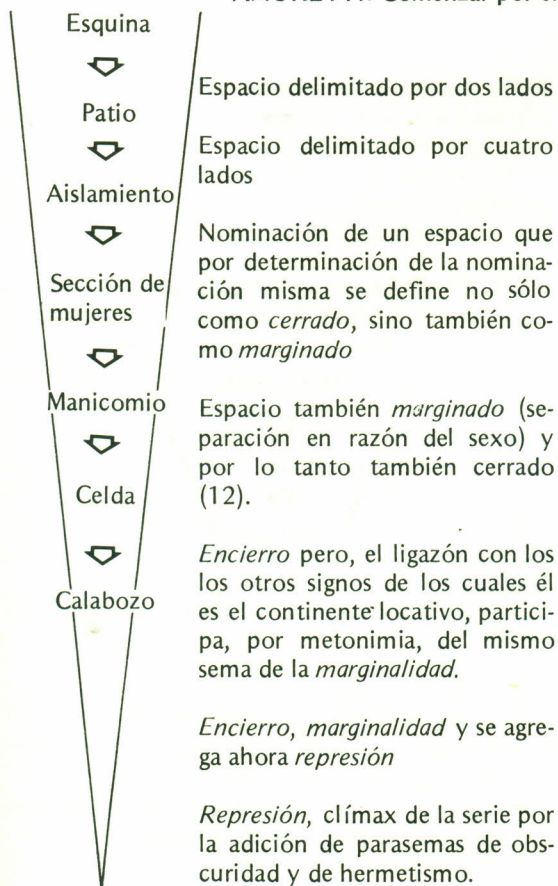 Esquina
Patio
Aislamiento
Sección de
mujeres
Manicomio
Celda
Calabozo
Espacio delimitado por dos lados
Espacio delimitado por cuatro
lados
Nominación de un espacio que
por determinación de la nomina-
ción misma se define no sólo
como cerrado, sino también co-
mo marginado
Espacio también marginado (se-
paración en razón del sexo) y
por lo tanto también cerrado
(12).
Encierro pero, el ligazón con los
los otros signos de los cuales él
es el continente locativo, partici-
pa, por metonimia, del mismo
sema de la marginalidad.
Encierro, marginalidad y se agre-
ga ahora represión
Represión, clímax de la serie por
la adición de parasemas de obs-
curidad y de hermetismo.